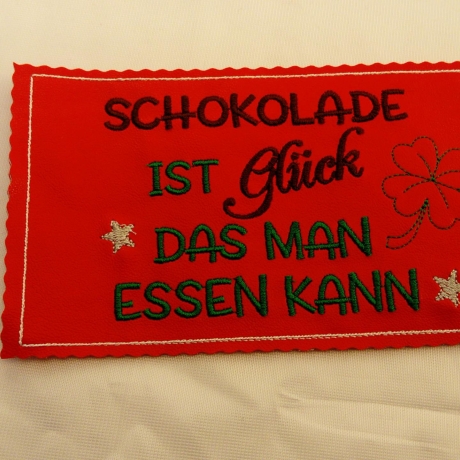 SCHOKOLADE
IST Glück
DAS MAN
ESSEN KANN